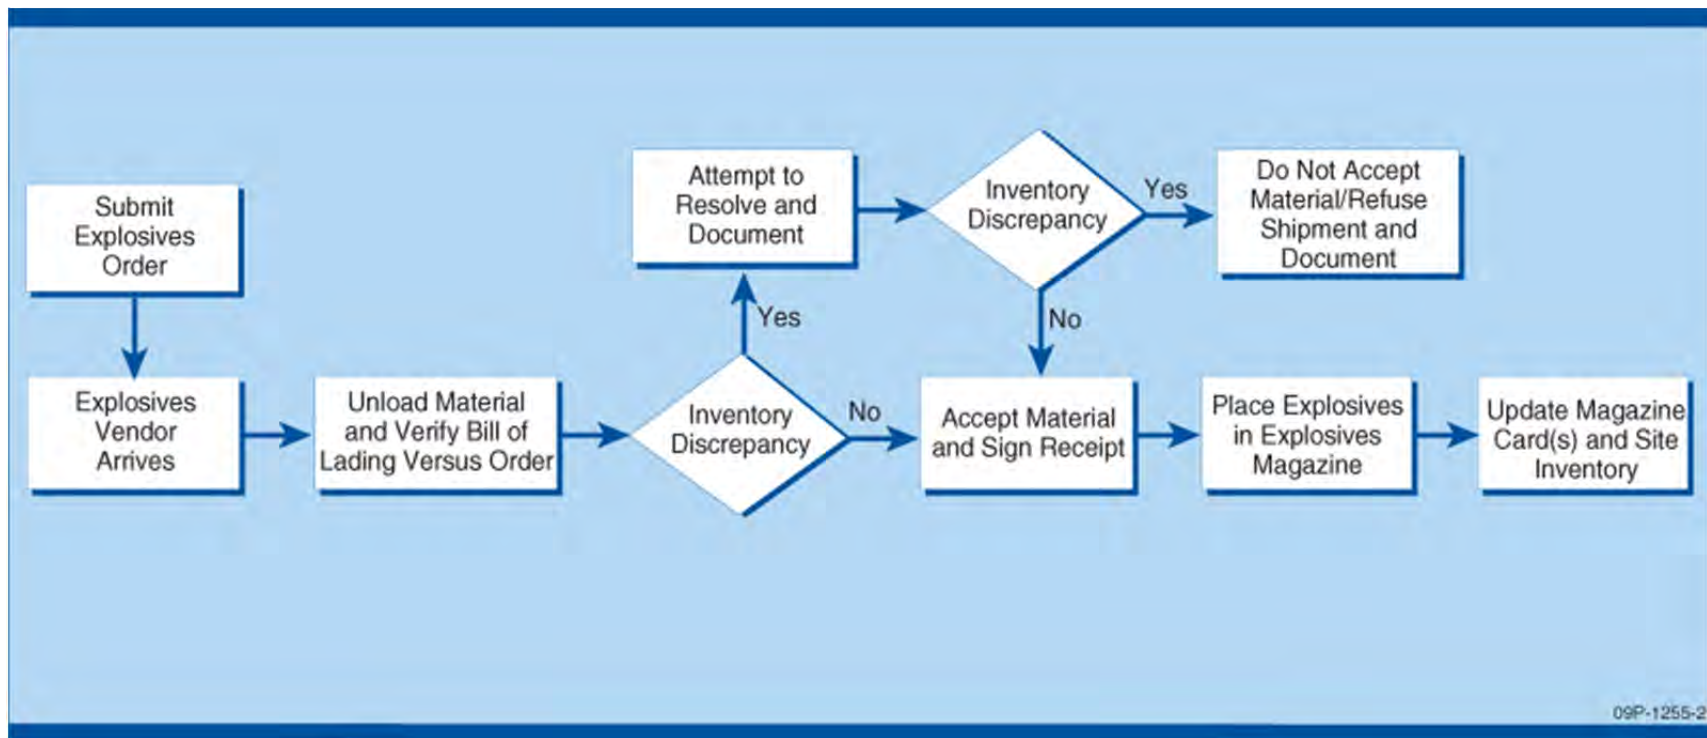 Submit
Explosives
Order
Explosives
Vendor
Arrives
Unload Material
and Verify Bill of
Lading Versus Order
Inventory
Discrepancy
Yes
Attempt to
Resolve and
Document
Inventory
Discrepancy
Yes
Do Not Accept
Material/Refuse
Shipment and
Document
No
No
Accept Material
and Sign Receipt
Place Explosives
in Explosives
Magazine
Update Magazine
Card(s) and Site
Inventory
09P-1255-2